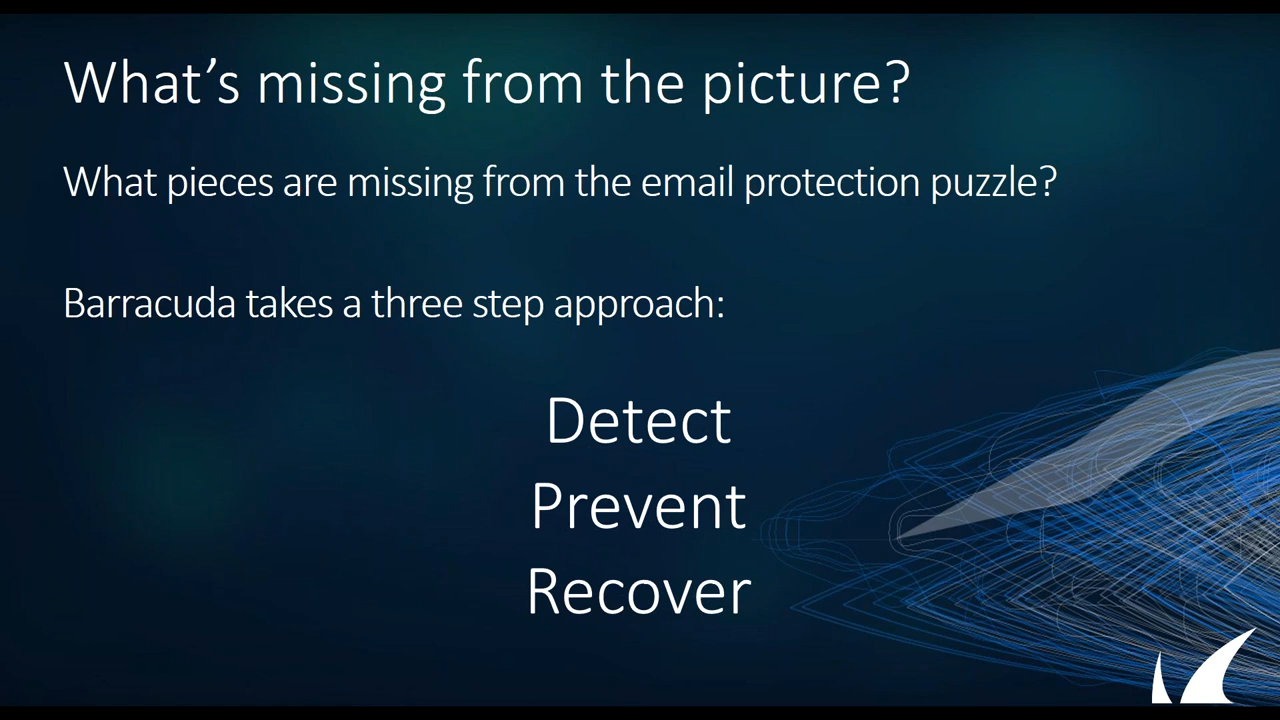 What’s missing from the picture?
What pieces are missing from the email protection puzzle?
Barracuda takes a three step approach:
Detect
Prevent
Recover